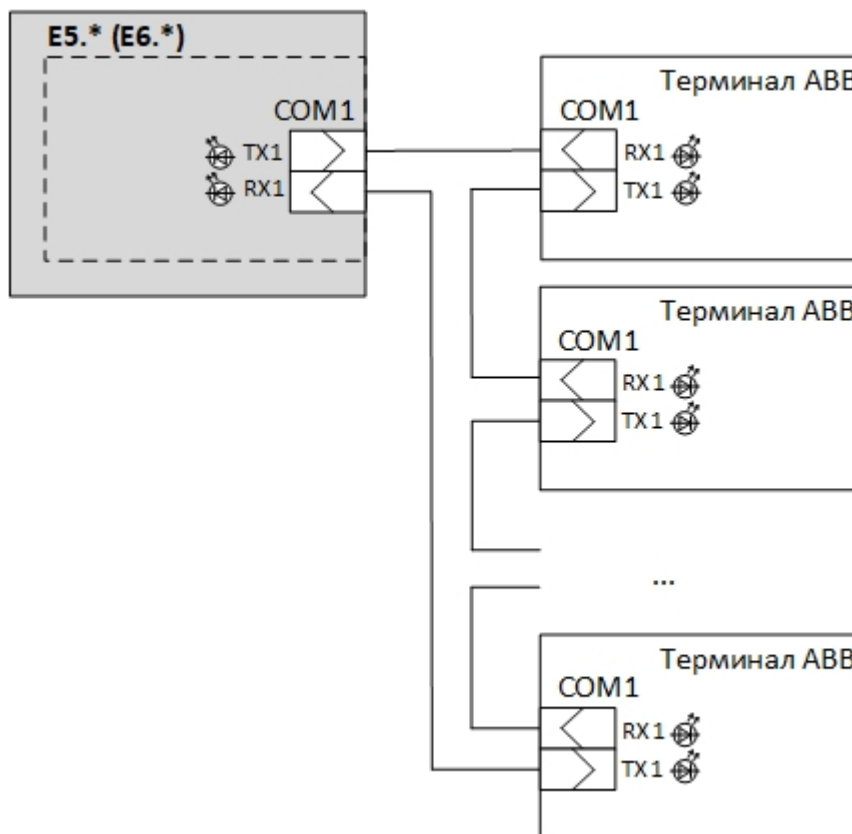 E5.* (E6.*)
COM1
TX1
RX1
Терминал ABB
COM1
RX1
TX1
Терминал ABB
COM1
RX1
TX1
...
Терминал ABB
COM1
RX1
TX1